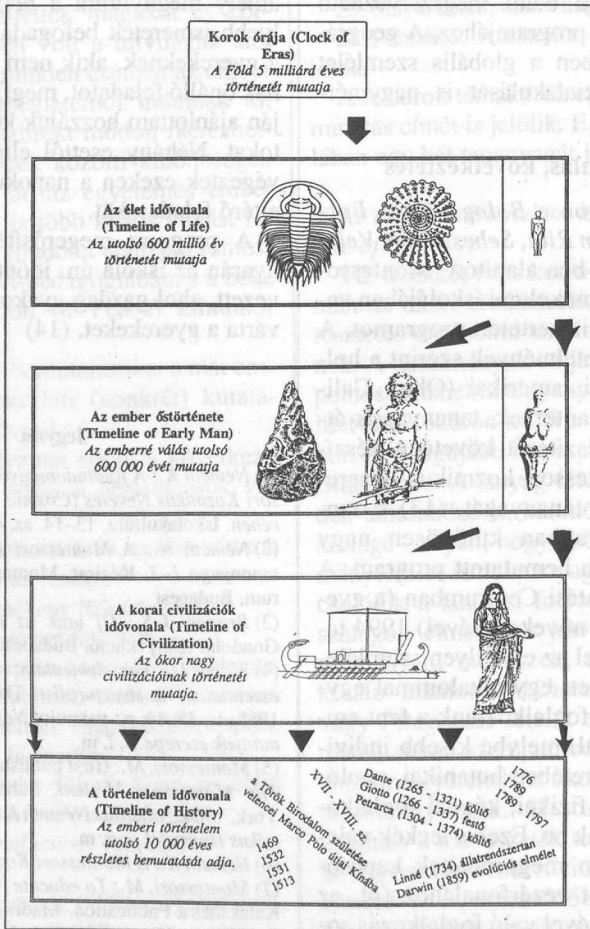 Korok órája (Clock of
Eras)
A Föld 5 milliárd éves
történetét mutatja
Az élet idővonala
(Timeline of Life)
Az utolsó 600 millió év
történetét mutatja
Az ember őstörténete
(Timeline of Early Man)
Az emberré válás utolsó
600 000 évét mutatja
A korai civilizációk
idővonala (Timeline of
Civilization)
Az ókor nagy
civilizációinak történetét
mutatja.
A történelem idővonala
(Timeline of History)
Az emberi történelem
utolsó 10 000 éves
részletes bemutatását adja.
1469
1532
1531
1513
A Török Birodalom születése
velencei Marco Polo útjai Kínába
XVII. - XVIII. sz.
Dante (1265 - 1321) költő
Giotto (1266 - 1337) festő
Petrarca (1304 - 1374) költő
1776
1789
1789 - 1797
Linné (1734) állatrendszertan
Darwin (1859) evolúciós elmélet